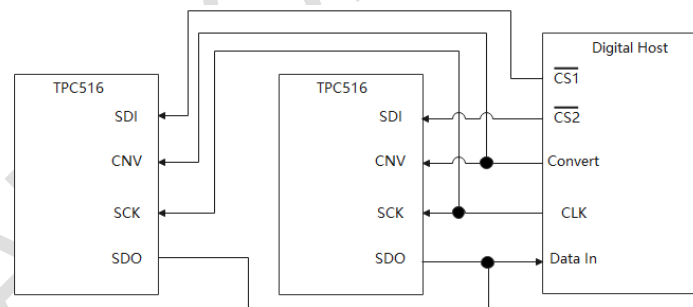 Digital Host
TPC516
TPC516
CS1
SDI
SDI
CS2
CNV
CNV
Convert
SCK
SCK
CLK
SDO
SDO
Data In